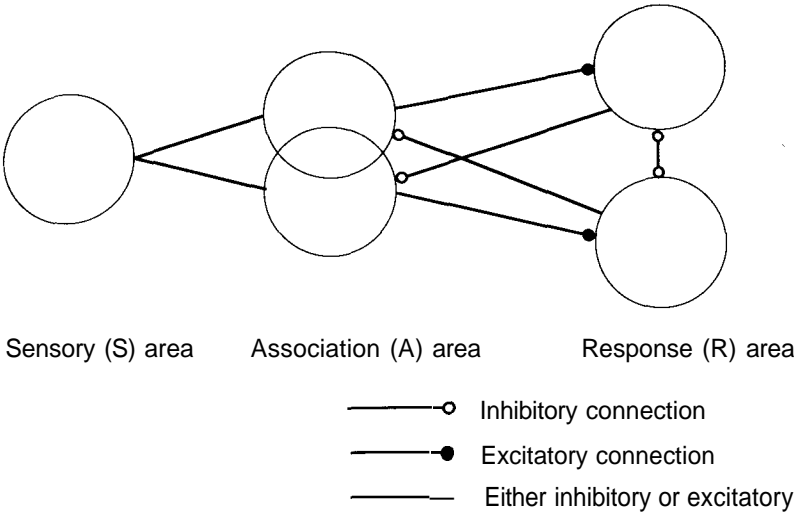 Sensory (S) area
Association (A) area
Response (R) area
Inhibitory connection
Excitatory connection
Either inhibitory or excitatory